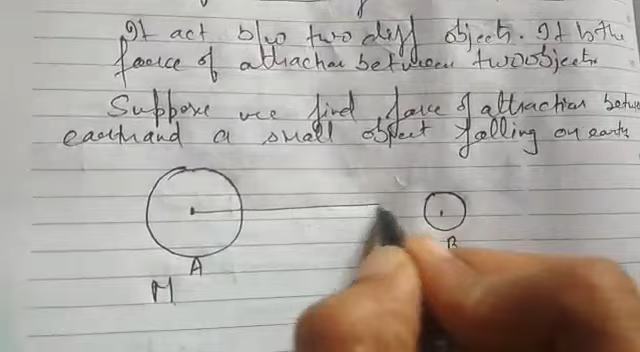 It act b/w two diff objects. It is the
force of attraction between two objects.
Suppose we find force of attraction betwe
earth and a small object falling on earth
A
B
M